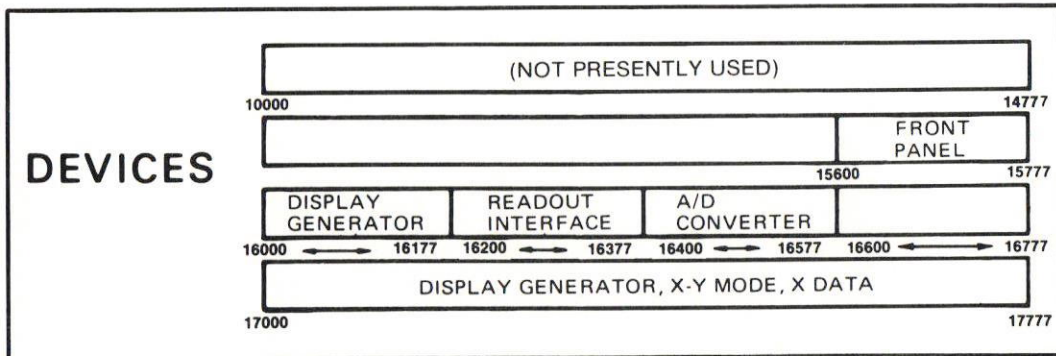 (NOT PRESENTLY USED)
10000 14777
DEVICES
FRONT
PANEL
15600 15777
DISPLAY
GENERATOR
READOUT
INTERFACE
A/D
CONVERTER
16000 16177 16200 16377 16400 16577 16600 16777
DISPLAY GENERATOR, X-Y MODE, X DATA
17000 17777